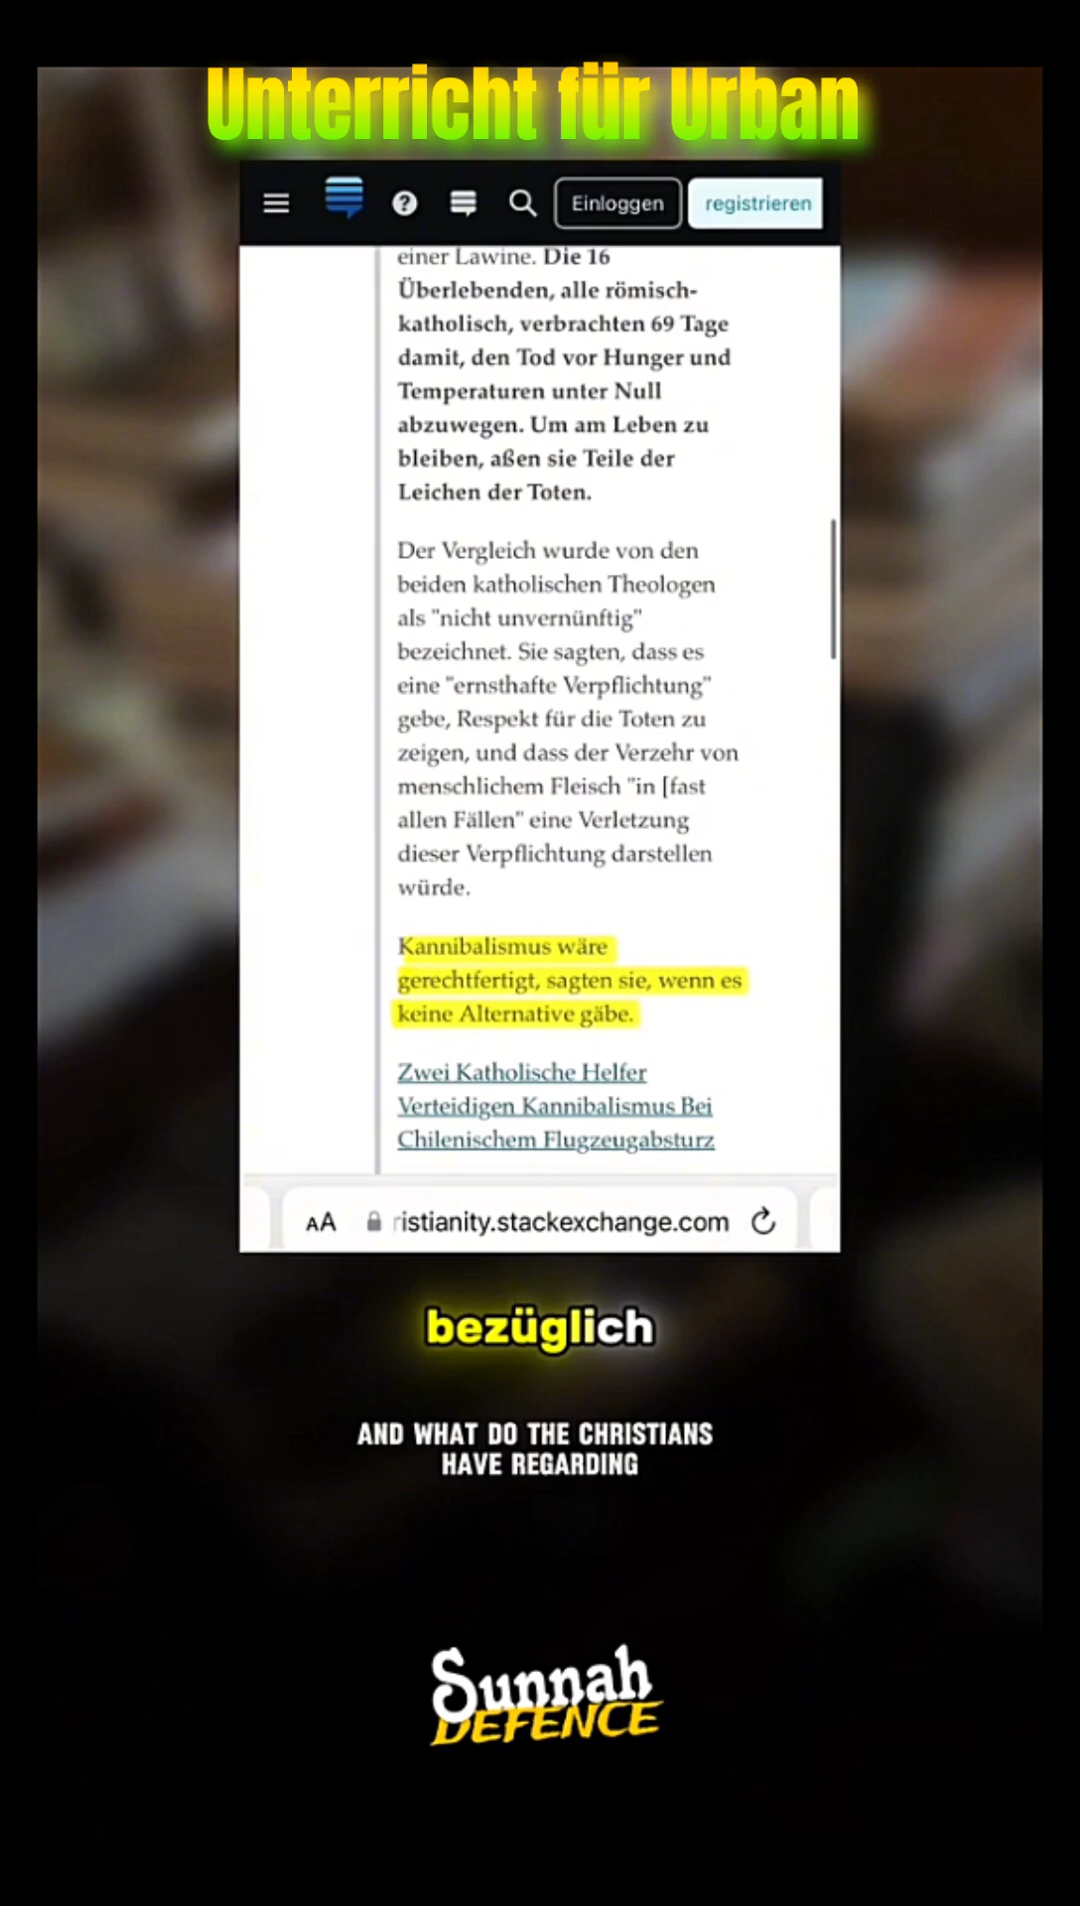 Unterricht für Urban
Einloggen
registrieren
einer Lawine. Die 16
Überlebenden, alle römisch-
katholisch, verbrachten 69 Tage
damit, den Tod vor Hunger und
Temperaturen unter Null
abzuwegen. Um am Leben zu
bleiben, aßen sie Teile der
Leichen der Toten.
Der Vergleich wurde von den
beiden katholischen Theologen
als "nicht unvernünftig"
bezeichnet. Sie sagten, dass es
eine "ernsthafte Verpflichtung"
gebe, Respekt für die Toten zu
zeigen, und dass der Verzehr von
menschlichem Fleisch "in [fast
allen Fällen" eine Verletzung
dieser Verpflichtung darstellen
würde.
Kannibalismus wäre
gerechtfertigt, sagten sie, wenn es
keine Alternative gäbe.
Zwei Katholische Helfer
Verteidigen Kannibalismus Bei
Chilenischem Flugzeugabsturz
AA ristianity.stackexchange.com
bezüglich
AND WHAT DO THE CHRISTIANS
HAVE REGARDING
Sunnah
DEFENCE